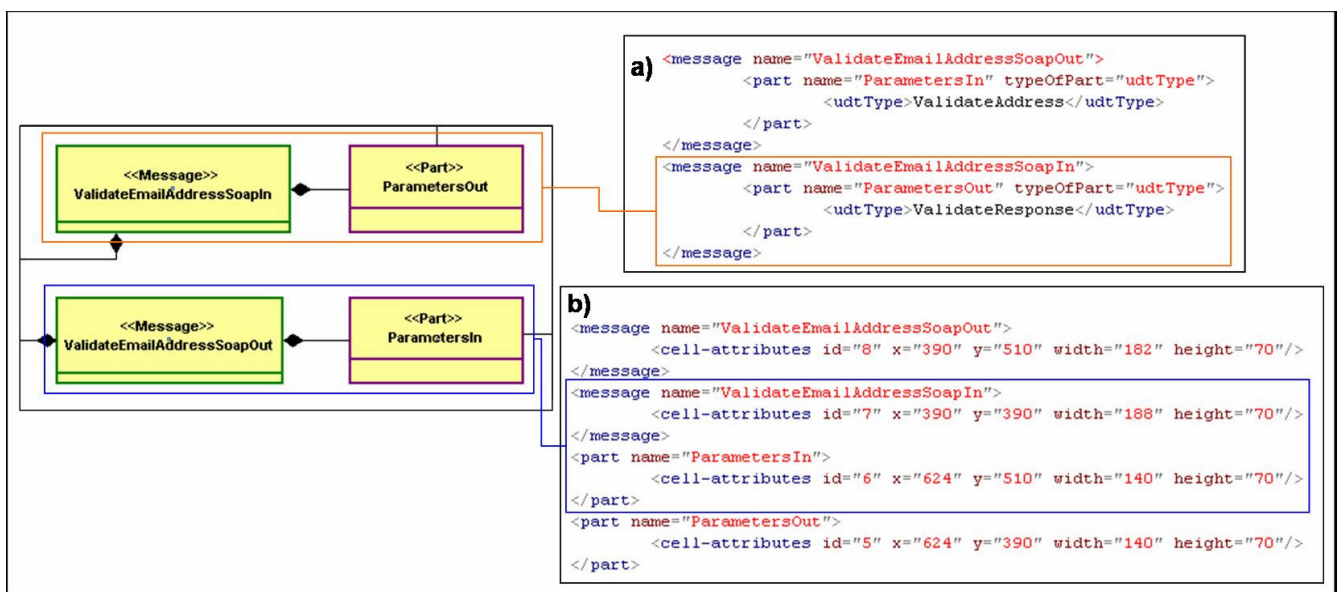 <<Message>>
ValidateEmailAddressSoapIn
<<Part>>
ParametersOut
<<Message>>
ValidateEmailAddressSoapOut
<<Part>>
ParametersIn
a)
<message name="ValidateEmailAddressSoapOut">
<part name="ParametersIn" typeOfPart="udtType">
<udtType>ValidateAddress</udtType>
</part>
</message>
<message name="ValidateEmailAddressSoapIn">
<part name="ParametersOut" typeOfPart="udtType">
<udtType>ValidateResponse</udtType>
</part>
</message>
b)
<message name="ValidateEmailAddressSoapOut">
<cell-attributes id="8" x="390" y="510" width="182" height="70"/>
</message>
<message name="ValidateEmailAddressSoapIn">
<cell-attributes id="7" x="390" y="390" width="188" height="70"/>
</message>
<part name="ParametersIn">
<cell-attributes id="6" x="624" y="510" width="140" height="70"/>
</part>
<part name="ParametersOut">
<cell-attributes id="5" x="624" y="390" width="140" height="70"/>
</part>